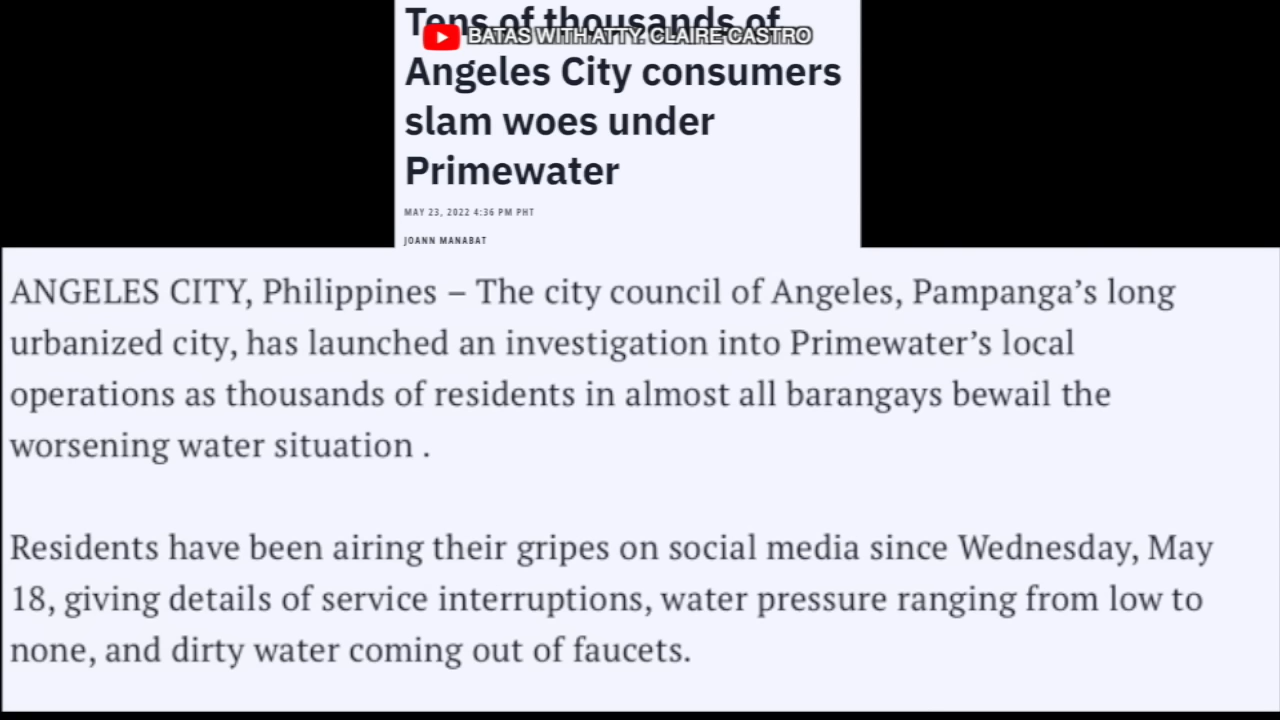 Tens of thousands of
BATAS WITH ATTY. CLAIRE CASTRO
Angeles City consumers
slam woes under
Primewater
MAY 23, 2022 4:36 PM PHT
JOANN MANABAT
ANGELES CITY, Philippines – The city council of Angeles, Pampanga’s long
urbanized city, has launched an investigation into Primewater’s local
operations as thousands of residents in almost all barangays bewail the
worsening water situation .
Residents have been airing their gripes on social media since Wednesday, May
18, giving details of service interruptions, water pressure ranging from low to
none, and dirty water coming out of faucets.